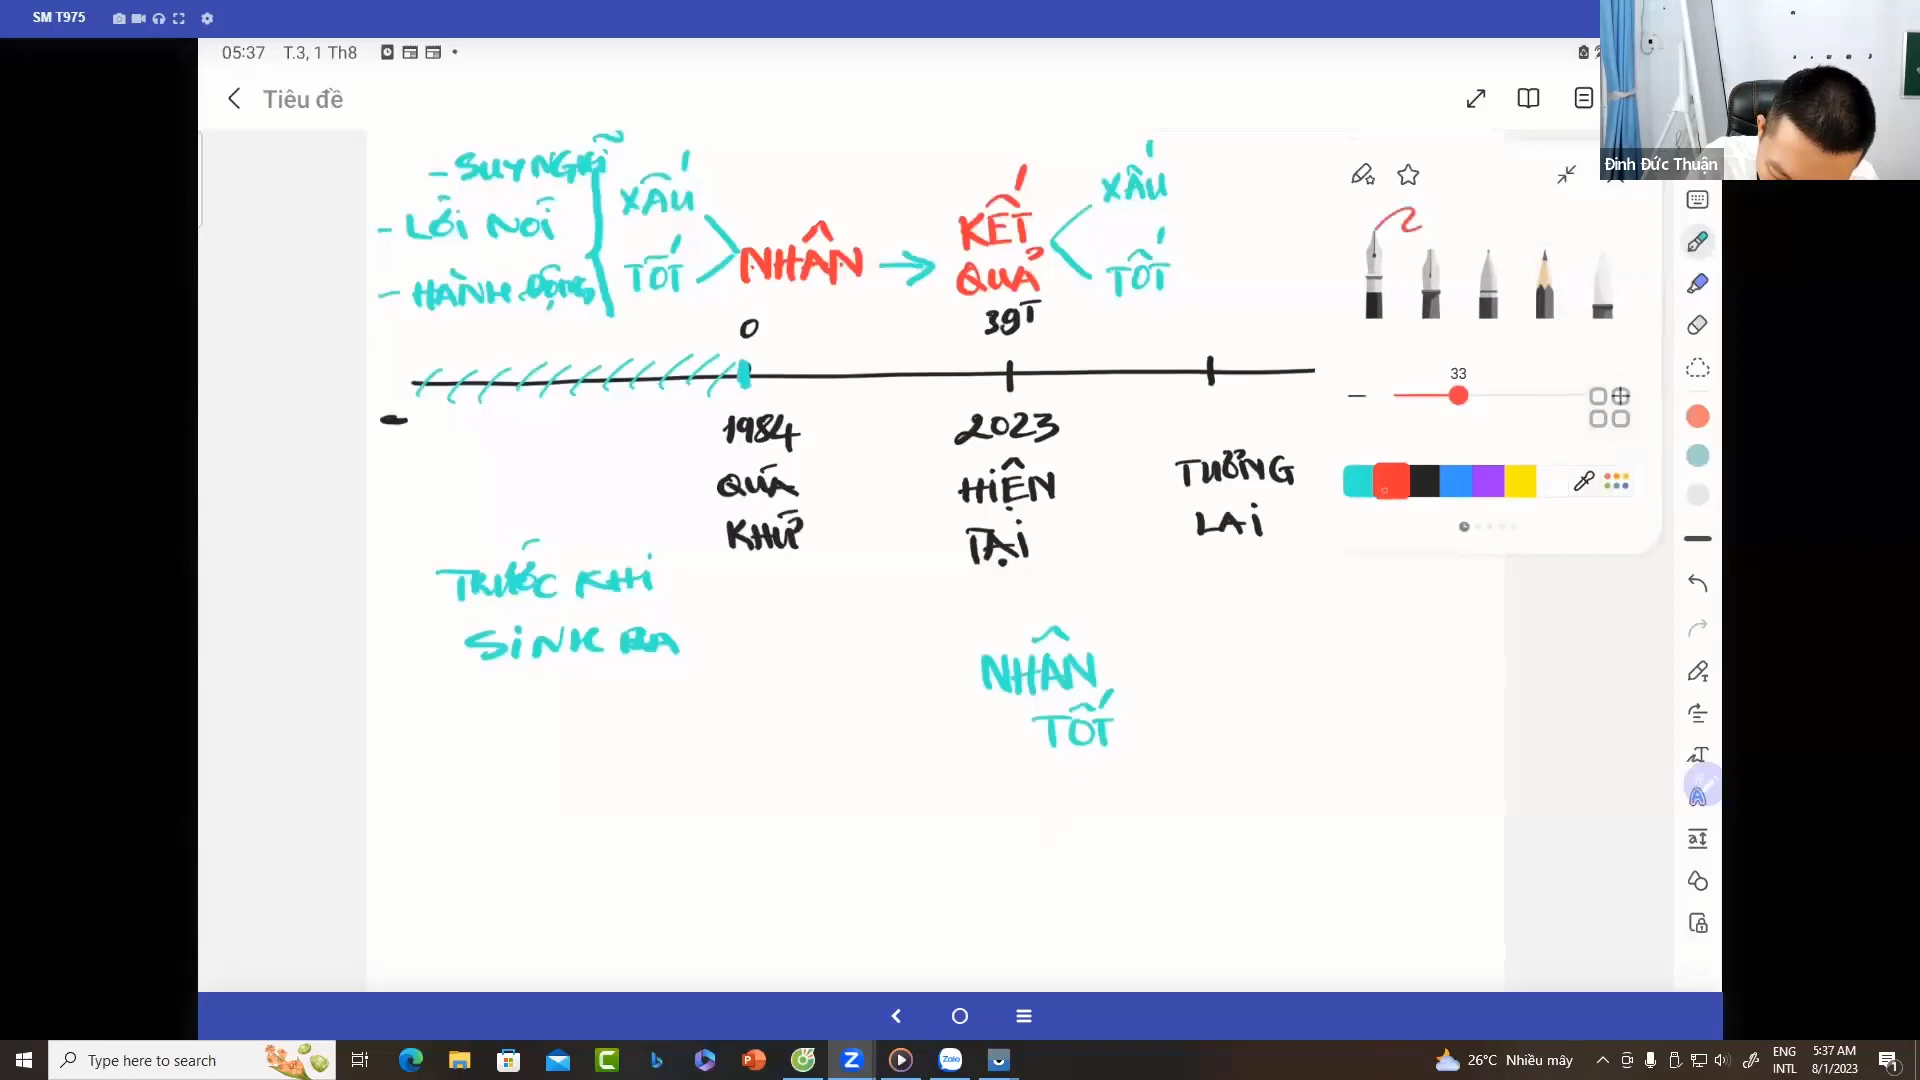 SM T975
05:37 T.3, 1 Th8
Tiêu đề
Đinh Đức Thuận
- SUY NGHĨ
- LỜI NÓI
- HÀNH ĐỘNG
XẤU
TỐT
NHÂN
KẾT
QUẢ
XẤU
TỐT
0
39T
1984
QUÁ
KHỨ
2023
HIỆN
TẠI
TƯƠNG
LAI
TRƯỚC KHI
SINH RA
NHÂN
TỐT
33
Type here to search
26°C Nhiều mây
ENG
INTL
5:37 AM
8/1/2023